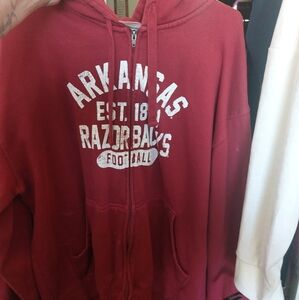 ARKANSAS
EST. 18
RAZORBACKS
FOOTBALL